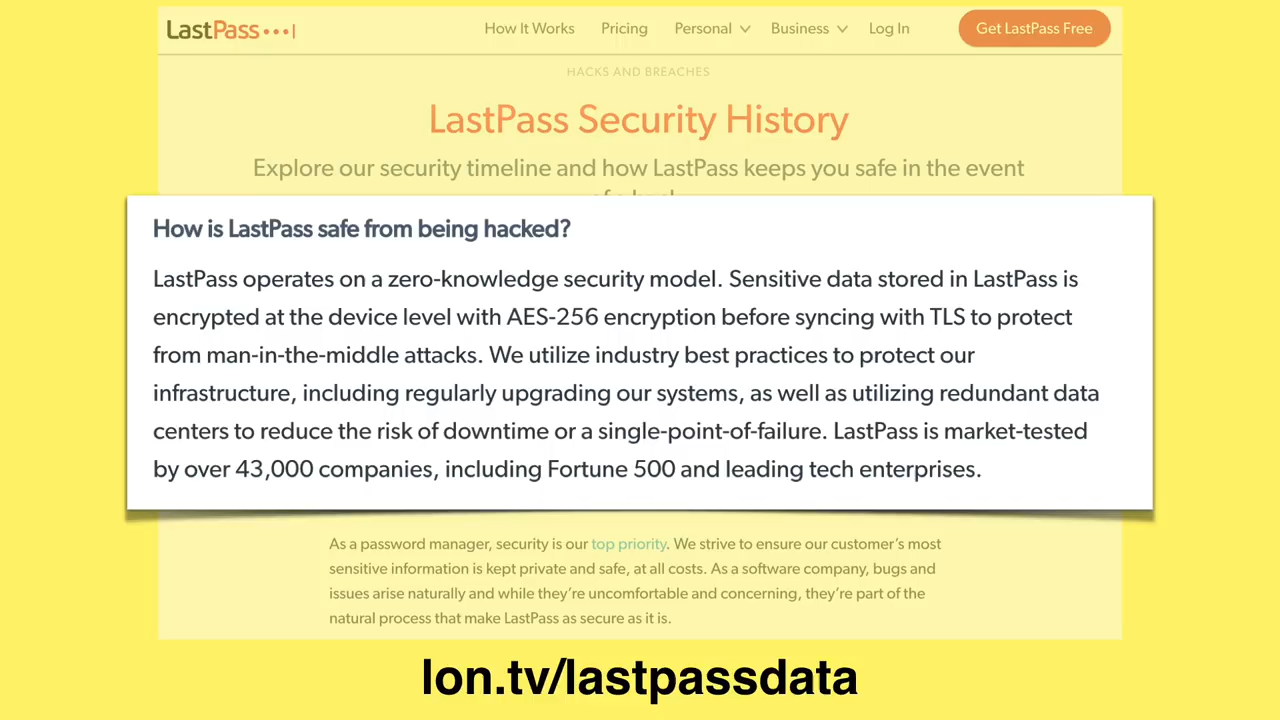 LastPass
How It Works Pricing Personal Business Log In Get LastPass Free
HACKS AND BREACHES
LastPass Security History
Explore our security timeline and how LastPass keeps you safe in the event
of a hack
How is LastPass safe from being hacked?
LastPass operates on a zero-knowledge security model. Sensitive data stored in LastPass is
encrypted at the device level with AES-256 encryption before syncing with TLS to protect
from man-in-the-middle attacks. We utilize industry best practices to protect our
infrastructure, including regularly upgrading our systems, as well as utilizing redundant data
centers to reduce the risk of downtime or a single-point-of-failure. LastPass is market-tested
by over 43,000 companies, including Fortune 500 and leading tech enterprises.
As a password manager, security is our top priority. We strive to ensure our customer's most
sensitive information is kept private and safe, at all costs. As a software company, bugs and
issues arise naturally and while they're uncomfortable and concerning, they're part of the
natural process that make LastPass as secure as it is.
lon.tv/lastpassdata